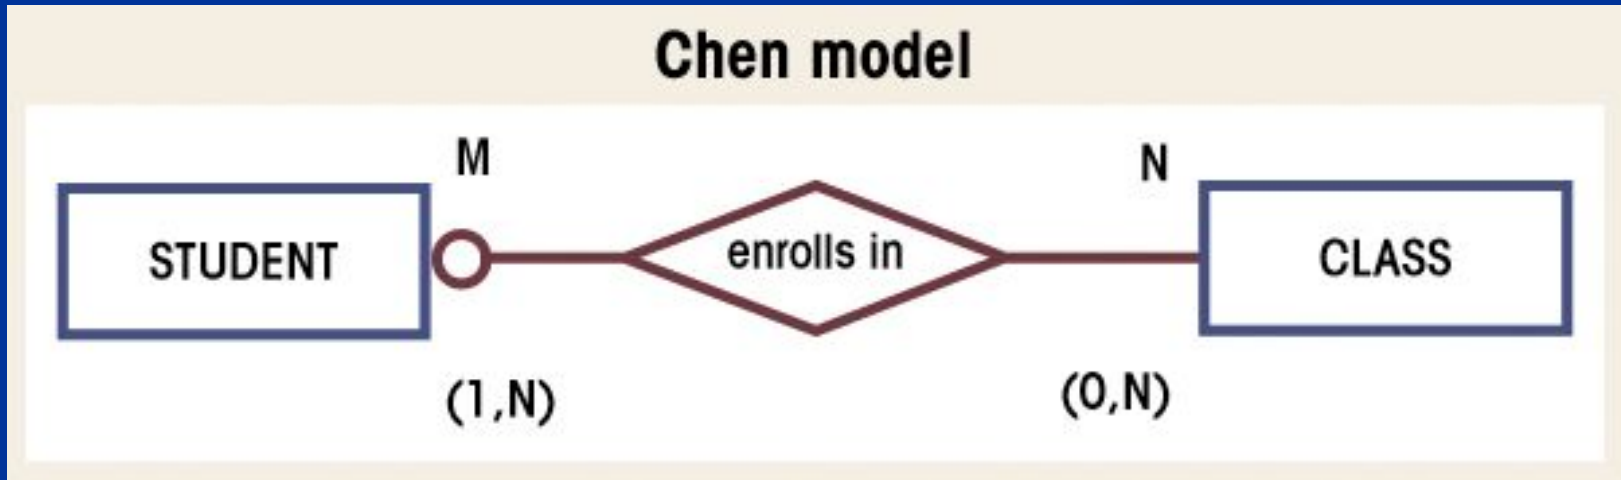 Chen model
M
N
STUDENT
enrolls in
CLASS
(1,N)
(0,N)